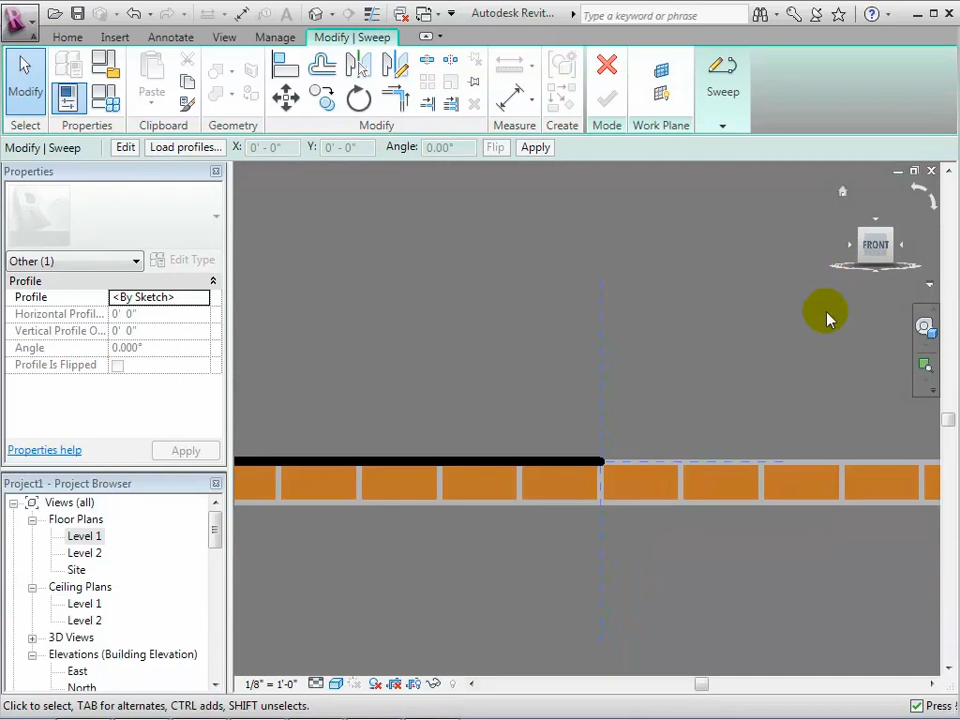 Autodesk Revit...
Type a keyword or phrase
Home
Insert
Annotate
View
Manage
Modify | Sweep
Modify
Paste
Sweep
Select
Properties
Clipboard
Geometry
Modify
Measure
Create
Mode
Work Plane
Modify | Sweep
Edit
Load profiles...
X:
0' - 0"
Y:
0' - 0"
Angle:
0.00°
Flip
Apply
Properties
Other (1)
Edit Type
Profile
Profile
<By Sketch>
Horizontal Profil...
0' 0"
Vertical Profile O...
0' 0"
Angle
0.000°
Profile Is Flipped
Properties help
Apply
Project1 - Project Browser
Views (all)
Floor Plans
Level 1
Level 2
Site
Ceiling Plans
Level 1
Level 2
3D Views
Elevations (Building Elevation)
East
North
FRONT
1/8" = 1'-0"
Click to select, TAB for alternates, CTRL adds, SHIFT unselects.
Press